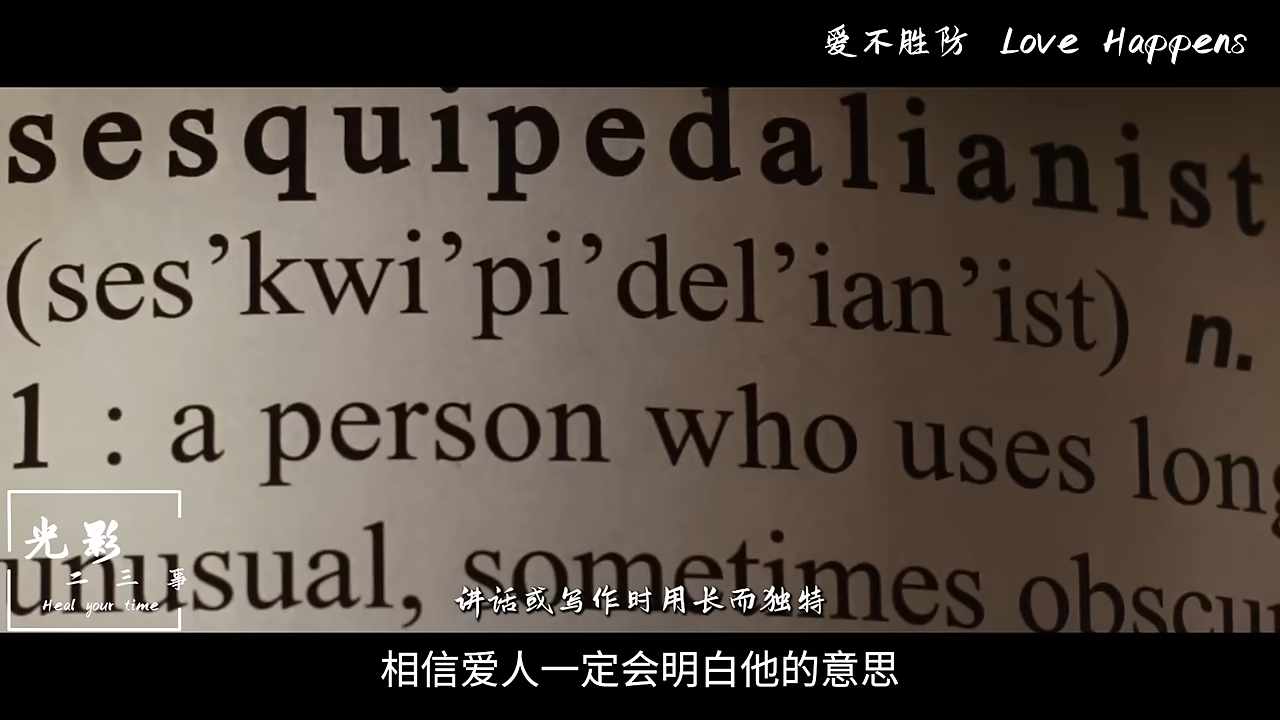 爱不胜防 Love Happens
sesquipedalianist
(ses’kwi’pi’del’ian’ist) n.
1 : a person who uses long
unusual, sometimes obscur
光影
二三事
Heal your time
讲话或写作时用长而独特
相信爱人一定会明白他的意思